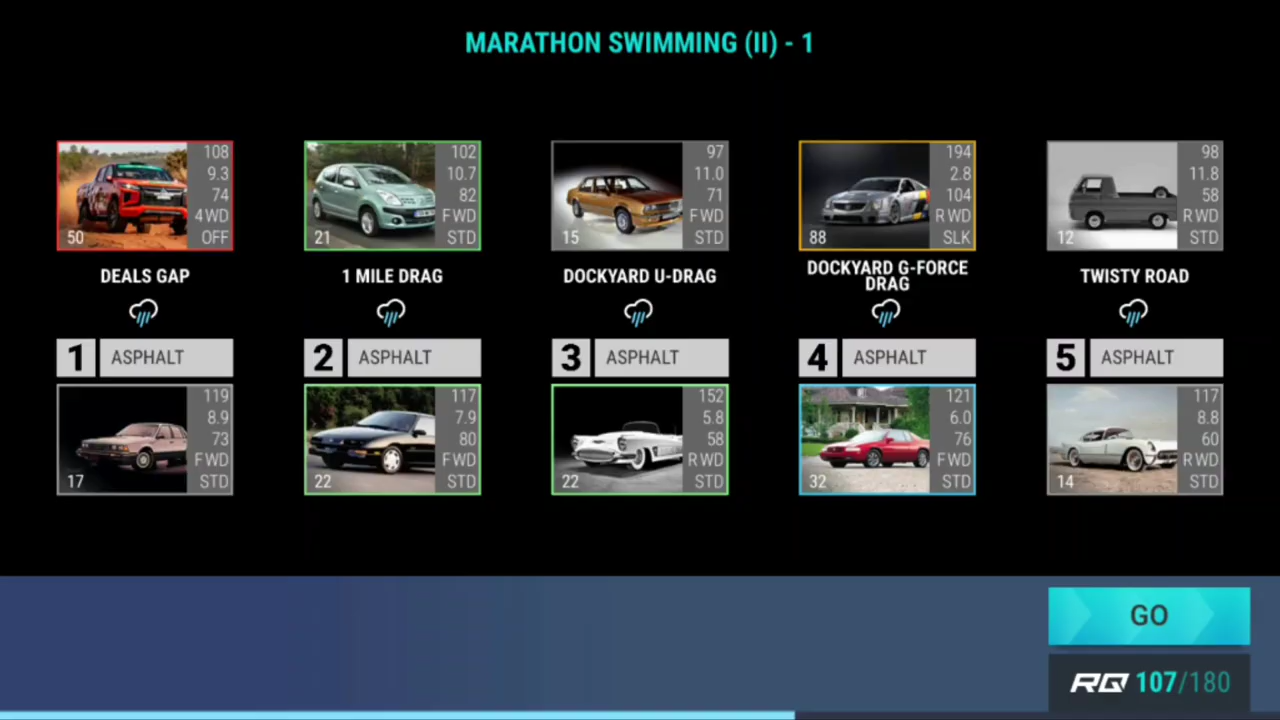 MARATHON SWIMMING (II) - 1
108
9.3
74
4WD
50 OFF
102
10.7
82
FWD
21 STD
97
11.0
71
FWD
15 STD
194
2.8
104
RWD
88 SLK
98
11.8
58
RWD
12 STD
DEALS GAP
1 MILE DRAG
DOCKYARD U-DRAG
DOCKYARD G-FORCE
DRAG
TWISTY ROAD
1 ASPHALT
2 ASPHALT
3 ASPHALT
4 ASPHALT
5 ASPHALT
119
8.9
73
FWD
17 STD
117
7.9
80
FWD
22 STD
152
5.8
58
RWD
22 STD
121
6.0
76
FWD
32 STD
117
8.8
60
RWD
14 STD
GO
RQ 107/180